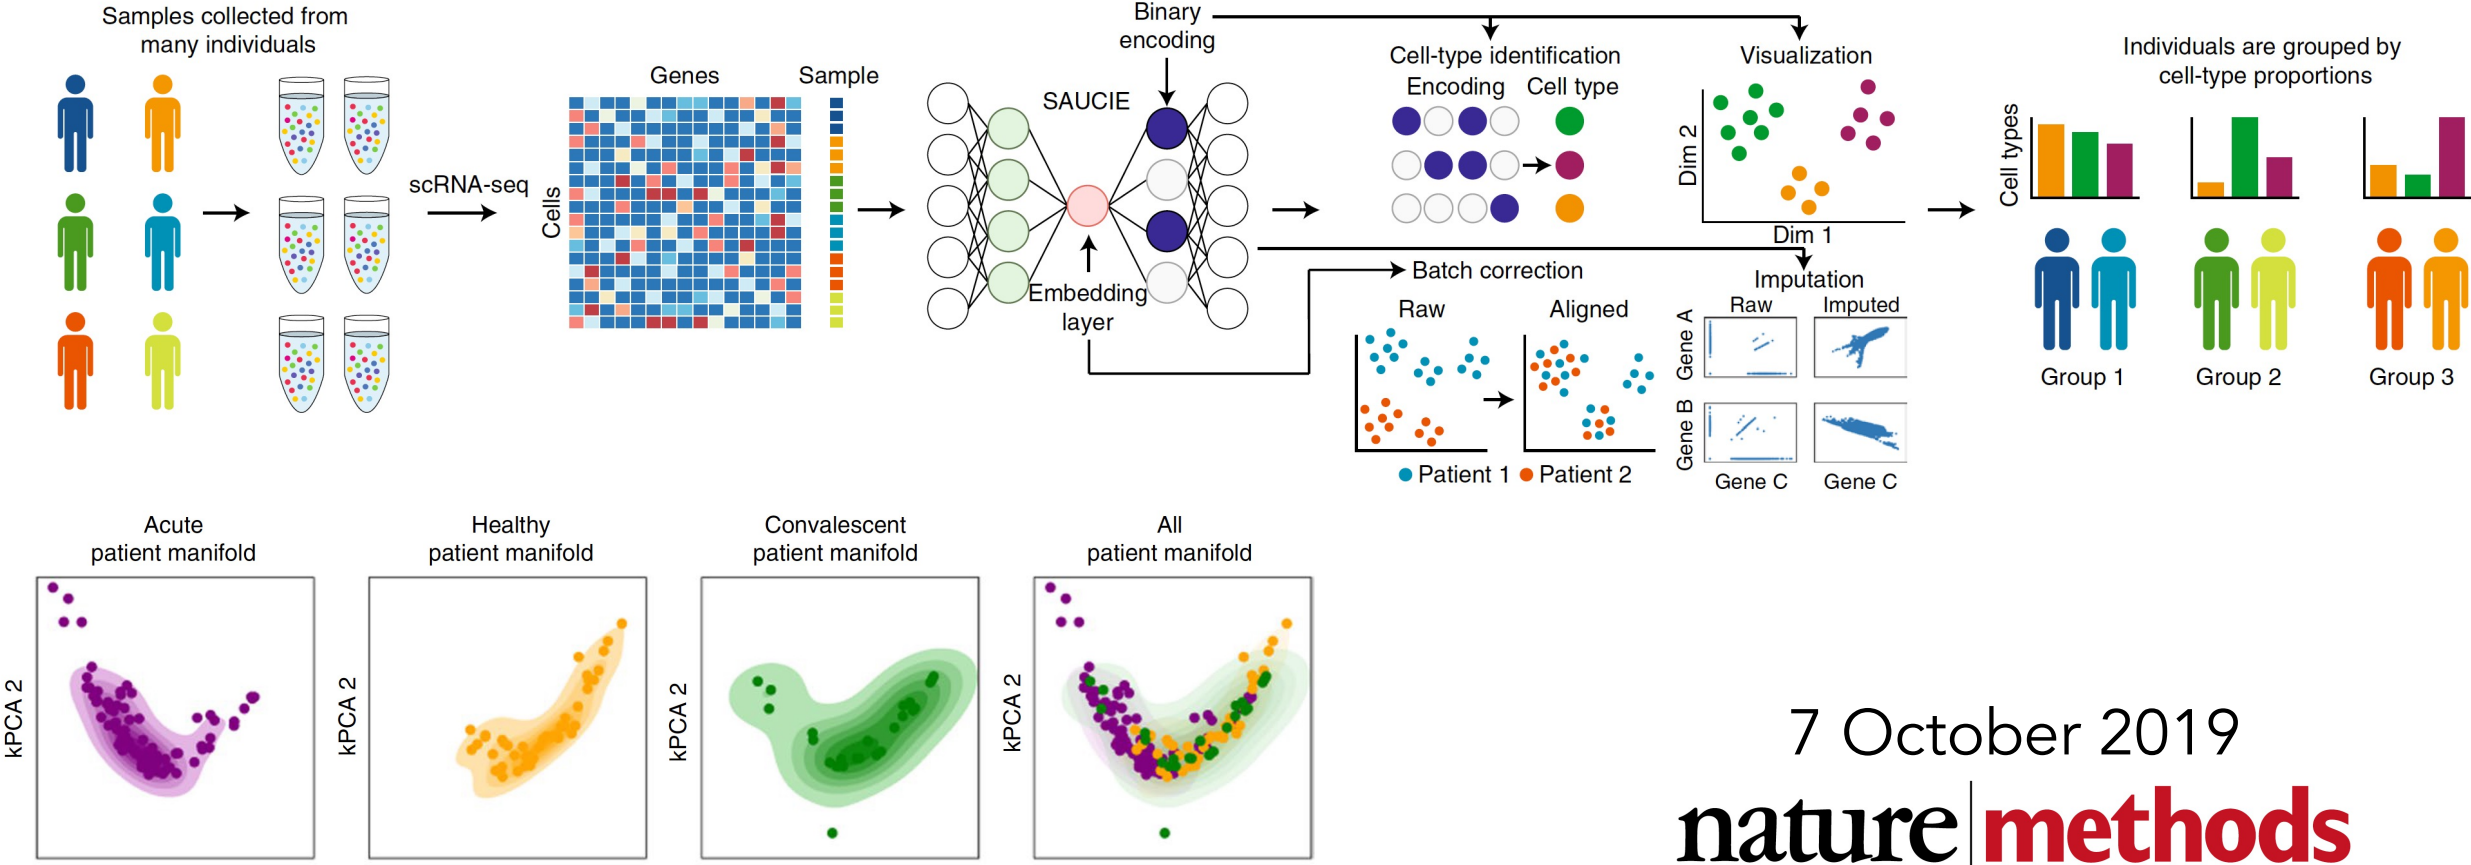 Samples collected from
many individuals
scRNA-seq
Genes
Sample
Cells
SAUCIE
Binary
encoding
Embedding
layer
Cell-type identification
Encoding
Cell type
Visualization
Dim 2
Dim 1
Batch correction
Raw
Aligned
Patient 1
Patient 2
Imputation
Raw
Imputed
Gene A
Gene B
Gene C
Gene C
Individuals are grouped by
cell-type proportions
Cell types
Group 1
Group 2
Group 3
Acute
patient manifold
kPCA 2
Healthy
patient manifold
kPCA 2
Convalescent
patient manifold
kPCA 2
All
patient manifold
kPCA 2
7 October 2019
nature methods